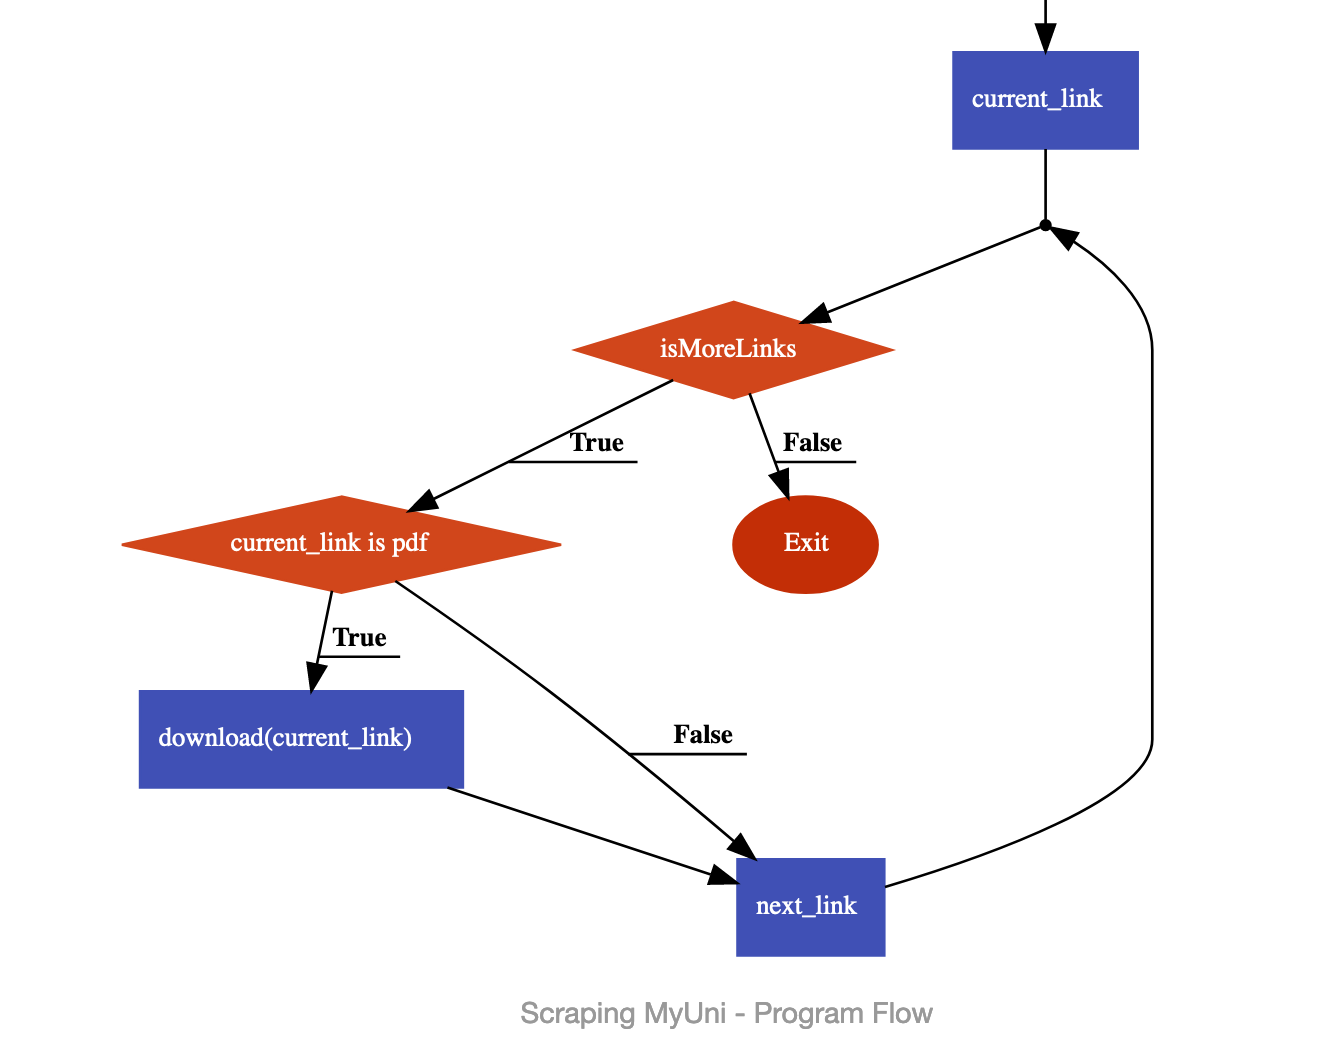 current_link
isMoreLinks
True
False
current_link is pdf
Exit
True
download(current_link)
False
next_link
Scraping MyUni - Program Flow